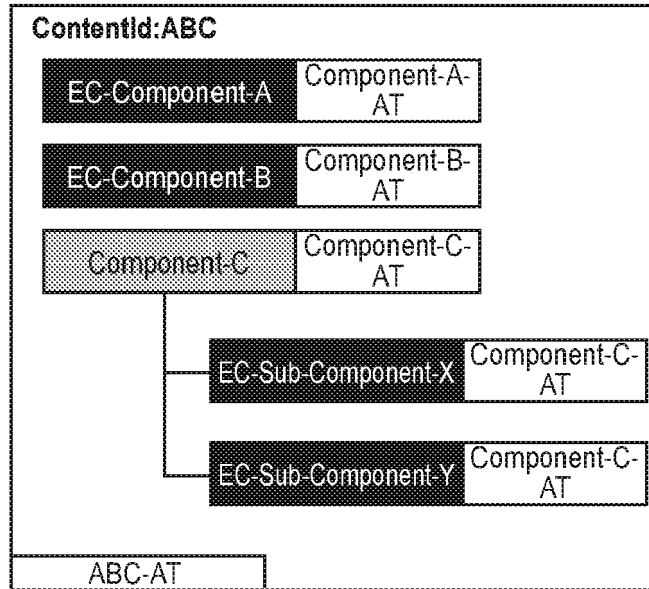 ContentId:ABC
EC-Component-A
Component-A-
AT
EC-Component-B
Component-B-
AT
Component-C
Component-C-
AT
EC-Sub-Component-X
Component-C-
AT
EC-Sub-Component-Y
Component-C-
AT
ABC-AT